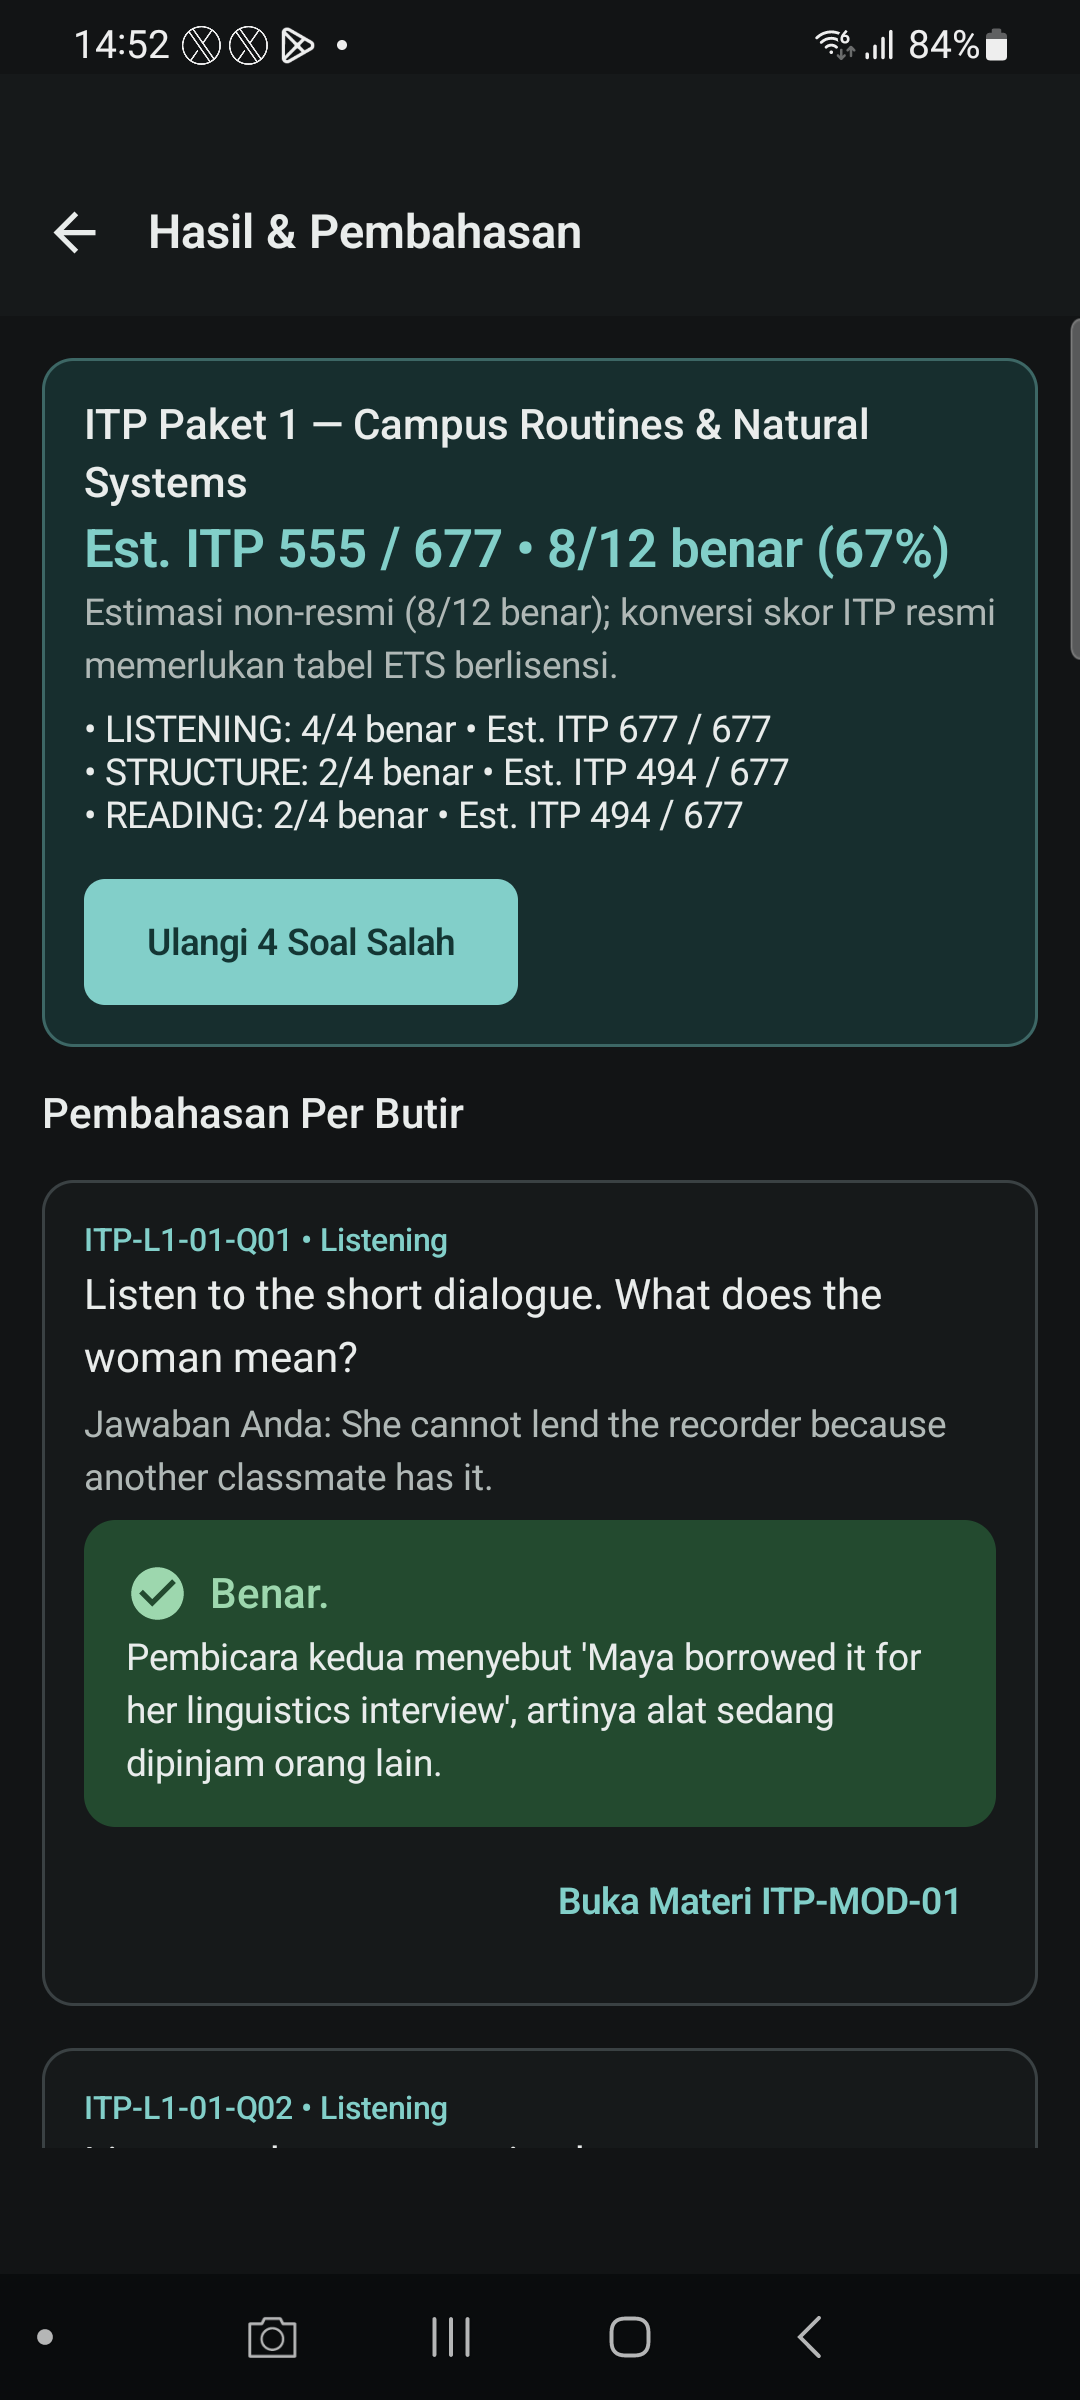 14:52
84%
Hasil & Pembahasan
ITP Paket 1 — Campus Routines & Natural
Systems
Est. ITP 555 / 677 • 8/12 benar (67%)
Estimasi non-resmi (8/12 benar); konversi skor ITP resmi
memerlukan tabel ETS berlisensi.
• LISTENING: 4/4 benar • Est. ITP 677 / 677
• STRUCTURE: 2/4 benar • Est. ITP 494 / 677
• READING: 2/4 benar • Est. ITP 494 / 677
Ulangi 4 Soal Salah
Pembahasan Per Butir
ITP-L1-01-Q01 • Listening
Listen to the short dialogue. What does the
woman mean?
Jawaban Anda: She cannot lend the recorder because
another classmate has it.
Benar.
Pembicara kedua menyebut 'Maya borrowed it for
her linguistics interview', artinya alat sedang
dipinjam orang lain.
Buka Materi ITP-MOD-01
ITP-L1-01-Q02 • Listening